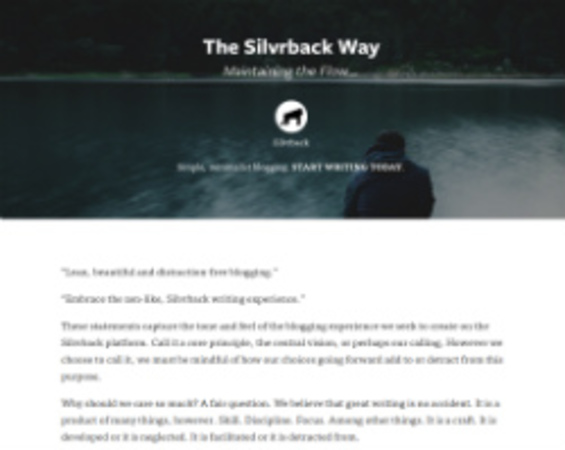 The Silvrback Way
Maintaining the Flow...
Silvrback
Simple, blogging. START WRITING TODAY.
"Lean, beautiful and distraction free blogging."
"Embrace the zen-like, Silvrback writing experience."
These statements capture the tone and feel of the blogging experience we seek to create on the
Silvrback platform. Call it a core principle, the central vision, or perhaps our calling. However we
choose to call it, we must be mindful of how our choices going forward add to or detract from this
purpose.
Why should we care so much? A fair question. We believe that great writing is no accident. It is a
product of many things, however. Skill. Discipline. Focus. Among other things. It is a craft. It is
developed or it is neglected. It is facilitated or it is detracted from.